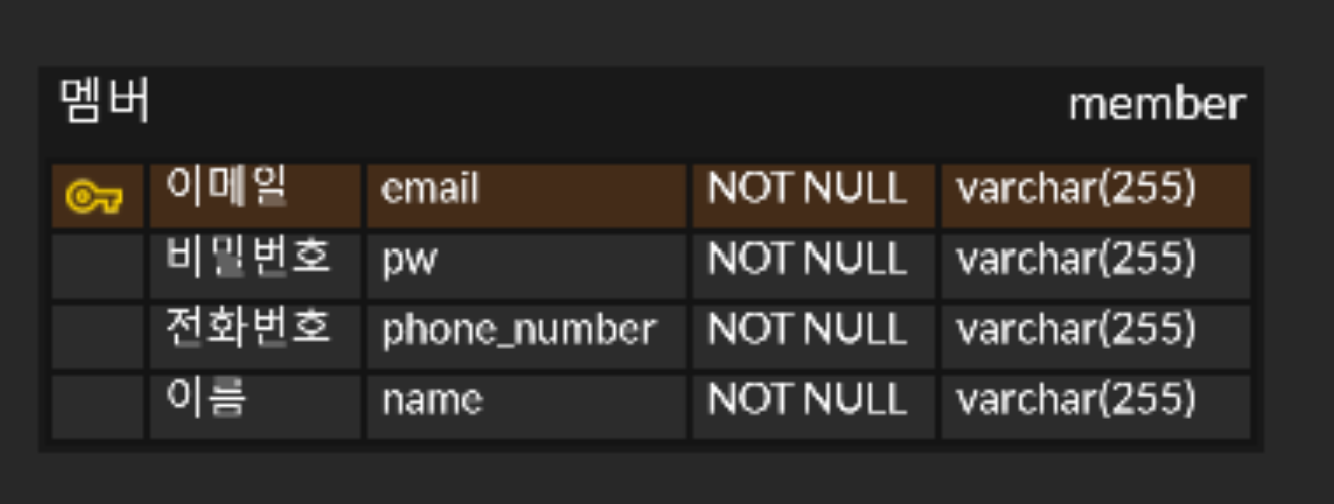 멤버 member
이메일 email NOT NULL varchar(255)
비밀번호 pw NOT NULL varchar(255)
전화번호 phone_number NOT NULL varchar(255)
이름 name NOT NULL varchar(255)